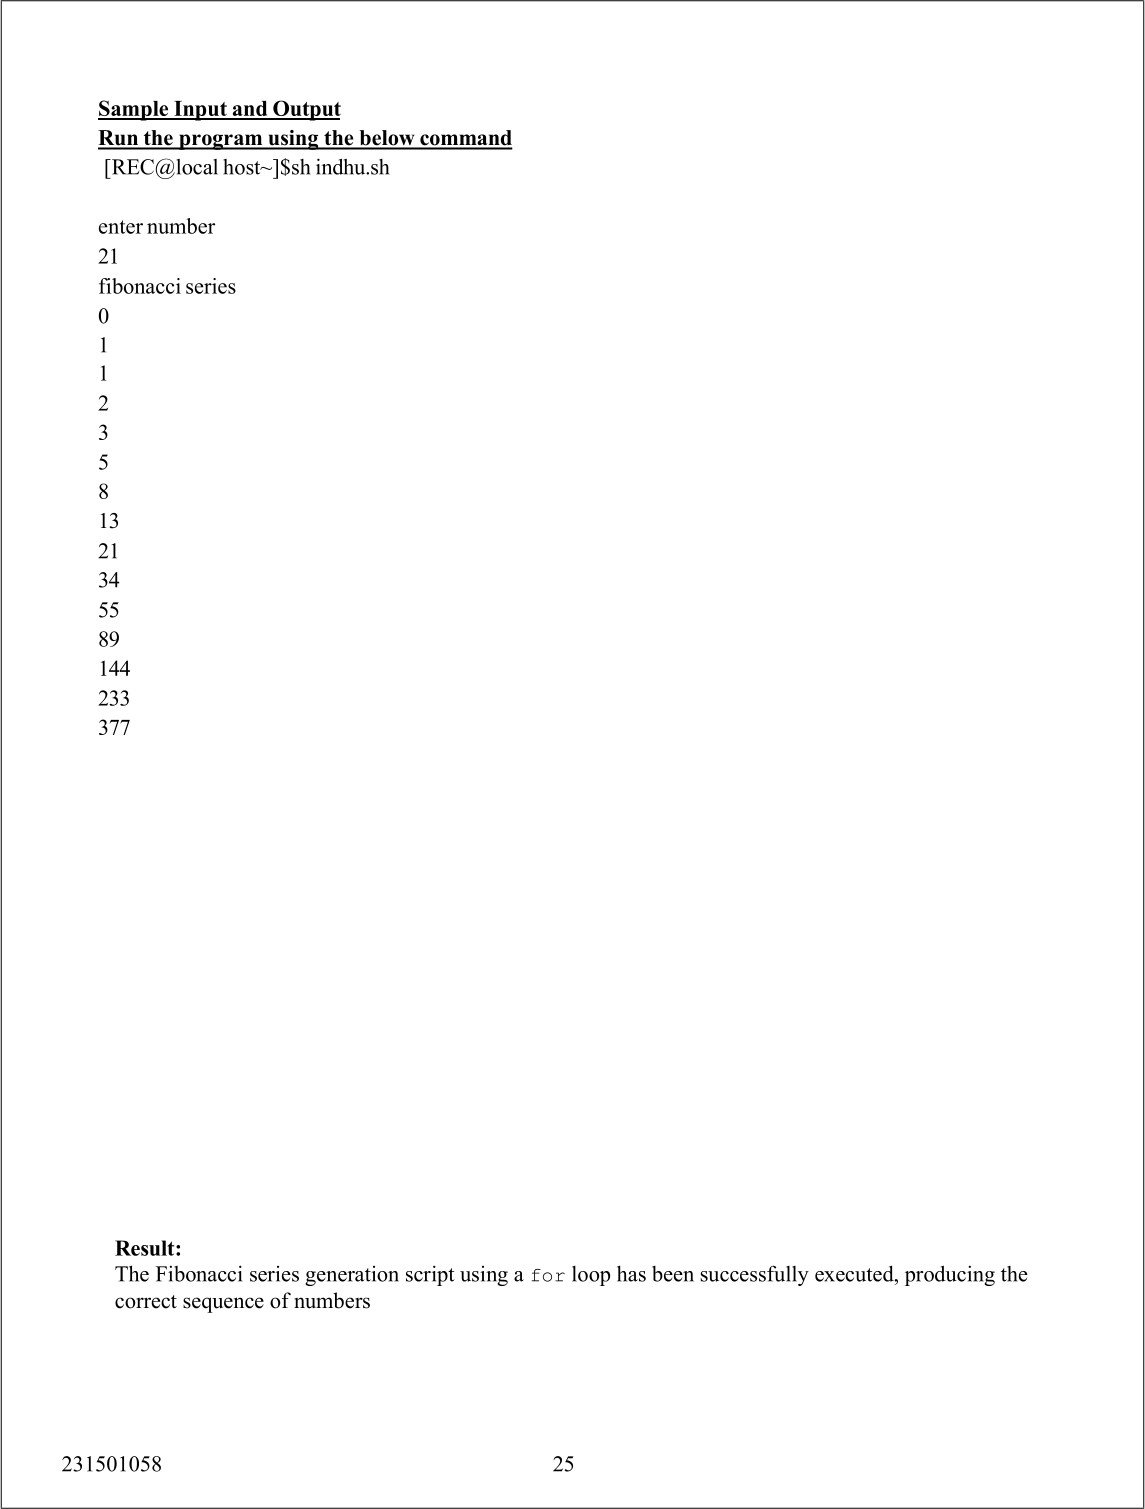 Sample Input and Output
Run the program using the below command
[REC@local host~]$sh indhu.sh
enter number
21
fibonacci series
0
1
1
2
3
5
8
13
21
34
55
89
144
233
377
Result:
The Fibonacci series generation script using a for loop has been successfully executed, producing the
correct sequence of numbers
231501058 25